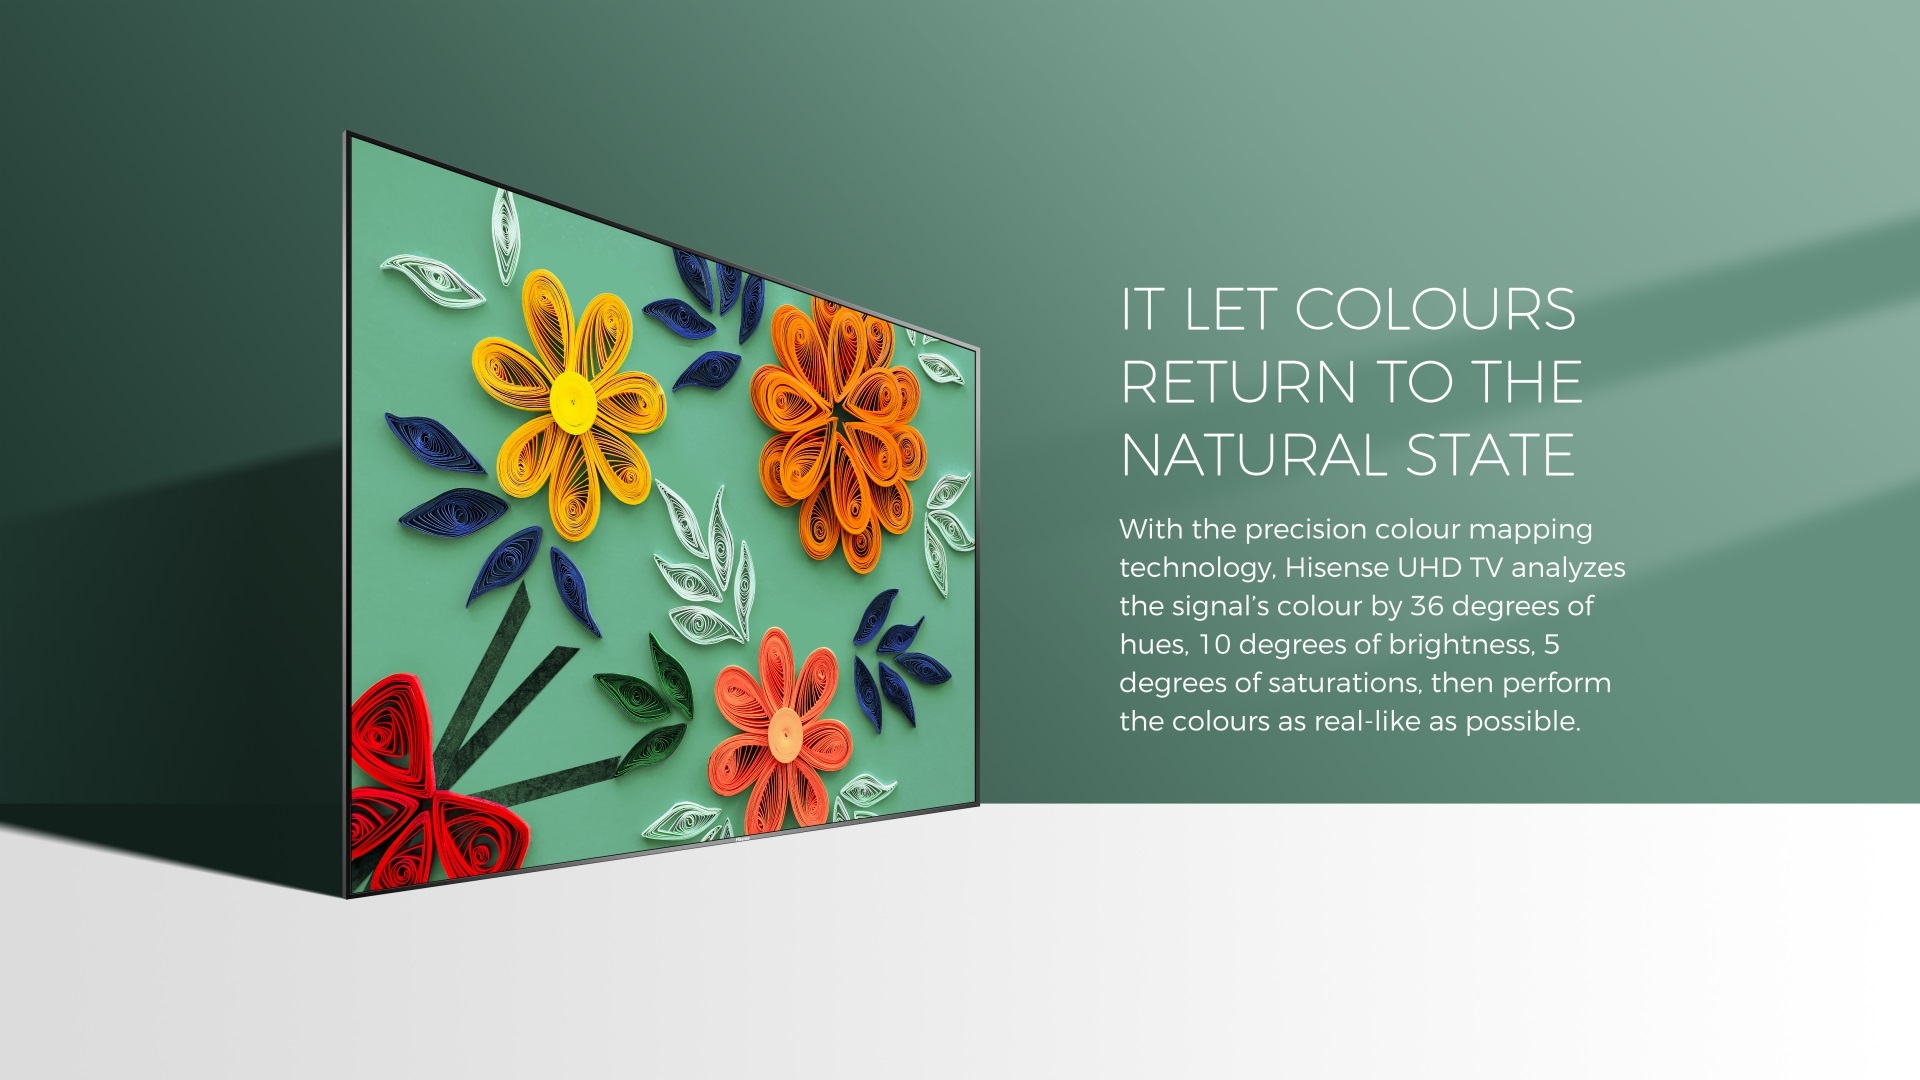 IT LET COLOURS
RETURN TO THE
NATURAL STATE
With the precision colour mapping
technology, Hisense UHD TV analyzes
the signal’s colour by 36 degrees of
hues, 10 degrees of brightness, 5
degrees of saturations, then perform
the colours as real-like as possible.